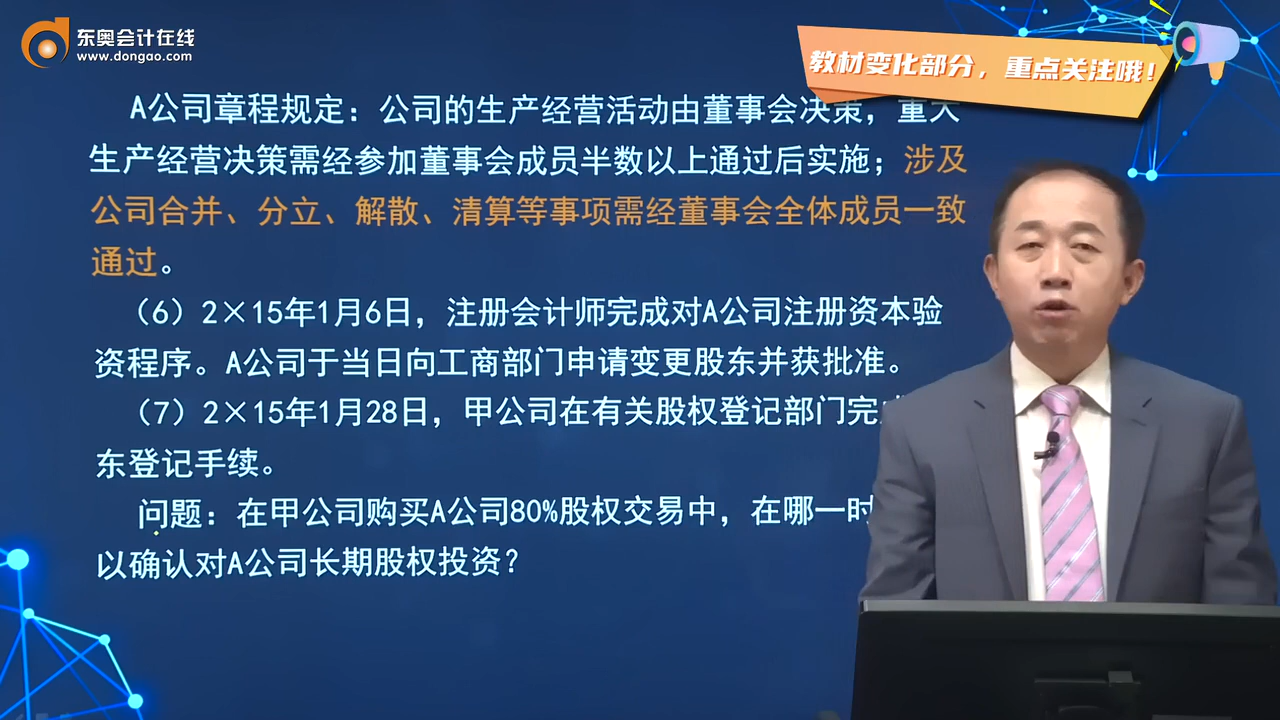 东奥会计在线
www.dongao.com
教材变化部分，重点关注哦！
A公司章程规定：公司的生产经营活动由董事会决策，重大
生产经营决策需经参加董事会成员半数以上通过后实施；涉及
公司合并、分立、解散、清算等事项需经董事会全体成员一致
通过。
（6）2×15年1月6日，注册会计师完成对A公司注册资本验
资程序。A公司于当日向工商部门申请变更股东并获批准。
（7）2×15年1月28日，甲公司在有关股权登记部门完
东登记手续。
问题：在甲公司购买A公司80%股权交易中，在哪一时
以确认对A公司长期股权投资？